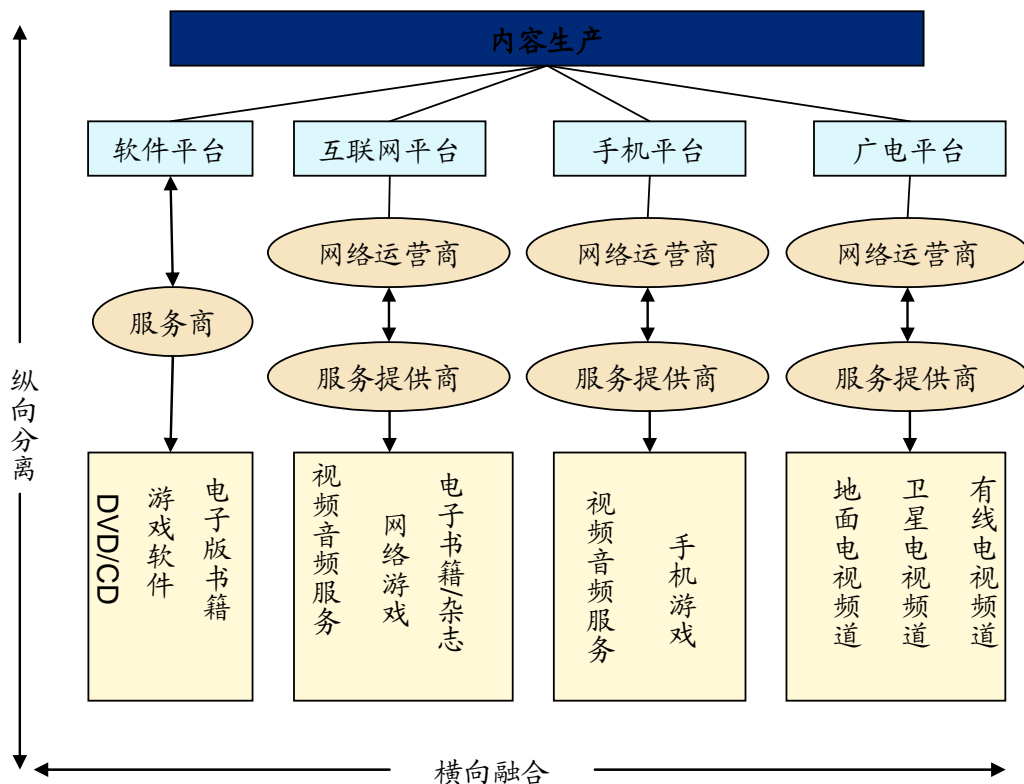 内容生产
软件平台
互联网平台
手机平台
广电平台
网络运营商
网络运营商
网络运营商
服务商
服务提供商
服务提供商
服务提供商
纵向分离
DVD/CD
游戏软件
电子版书籍
视频音频服务
网络游戏
电子书籍/杂志
视频音频服务
手机游戏
地面电视频道
卫星电视频道
有线电视频道
横向融合